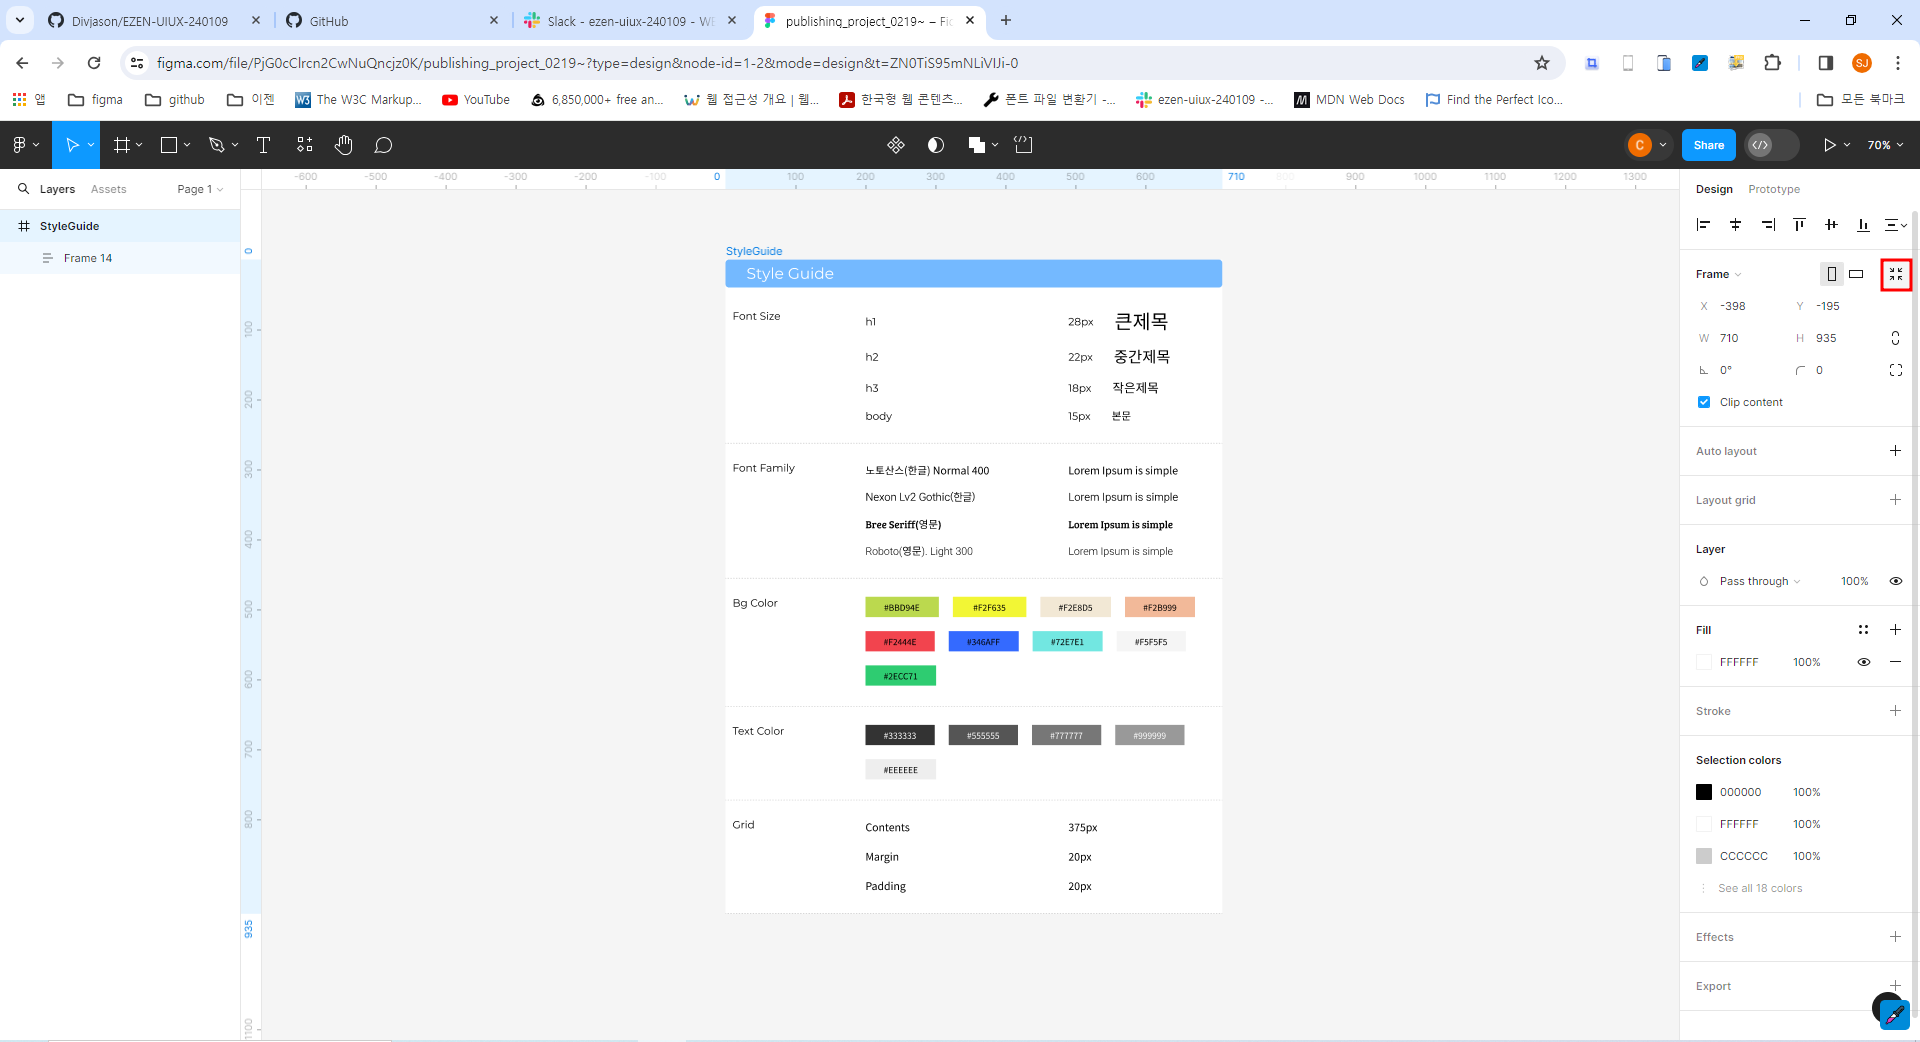 Divjason/EZEN-UIUX-240109
GitHub
Slack - ezen-uiux-240109 - WE
publishing_project_0219~ – Fig
figma.com/file/PjG0cClrcn2CwNuQncjz0K/publishing_project_0219~?type=design&node-id=1-2&mode=design&t=ZN0TiS95mNLiVIJi-0
SJ
앱
figma
github
이젠
The W3C Markup...
YouTube
6,850,000+ free an...
웹 접근성 개요 | 웹...
한국형 웹 콘텐츠...
폰트 파일 변환기 -...
ezen-uiux-240109 -...
MDN Web Docs
Find the Perfect Ico...
모든 북마크
C
Share
70%
Layers
Assets
Page 1
StyleGuide
Frame 14
-600 -500 -400 -300 -200 -100 0 100 200 300 400 500 600 710 800 900 1000 1100 1200 1300
0
100
200
300
400
500
600
700
800
935
1100
StyleGuide
Style Guide
Font Size
h1 28px 큰제목
h2 22px 중간제목
h3 18px 작은제목
body 15px 본문
Font Family
노토산스(한글) Normal 400 Lorem Ipsum is simple
Nexon Lv2 Gothic(한글) Lorem Ipsum is simple
Bree Seriff(영문) Lorem Ipsum is simple
Roboto(영문). Light 300 Lorem Ipsum is simple
Bg Color
#BBD94E #F2F635 #F2E8D5 #F2B999
#F2444E #346AFF #72E7E1 #F5F5F5
#2ECC71
Text Color
#333333 #555555 #777777 #999999
#EEEEEE
Grid
Contents 375px
Margin 20px
Padding 20px
Design Prototype
Frame
X -398 Y -195
W 710 H 935
0° 0
Clip content
Auto layout
Layout grid
Layer
Pass through 100%
Fill
FFFFFF 100%
Stroke
Selection colors
000000 100%
FFFFFF 100%
CCCCCC 100%
See all 18 colors
Effects
Export